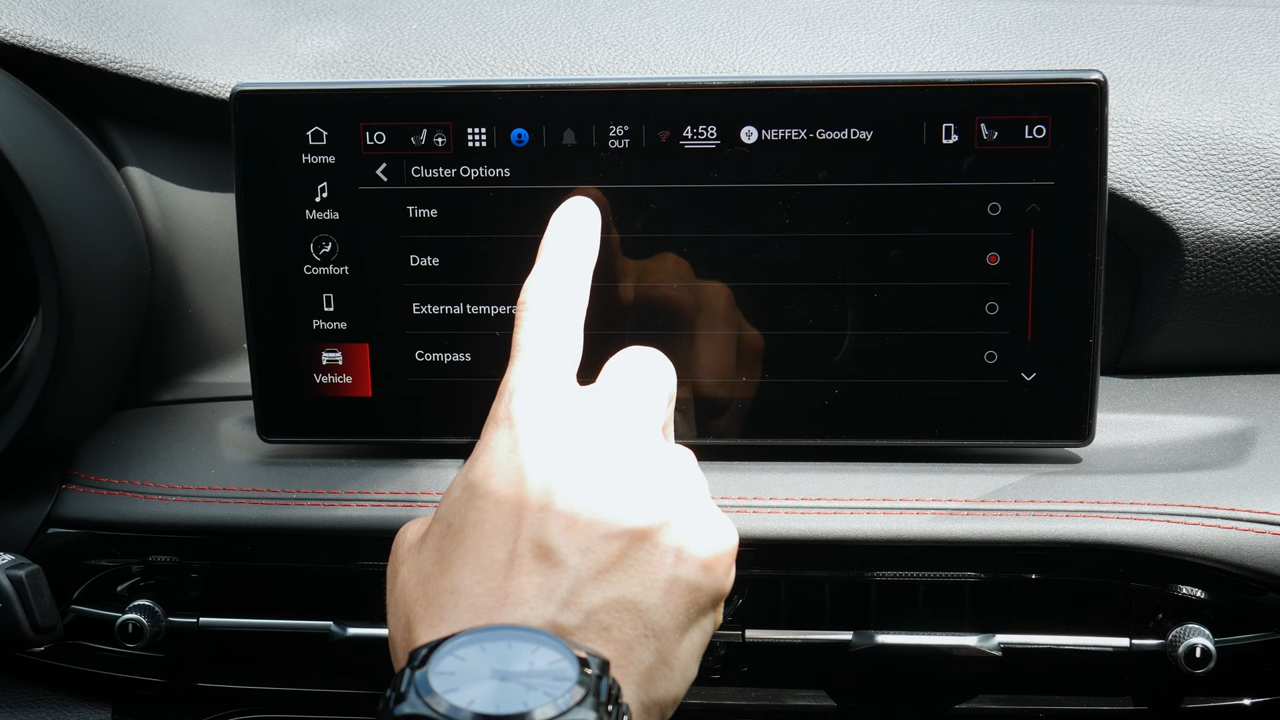 Home
Media
Comfort
Phone
Vehicle
LO
26°
OUT
4:58
NEFFEX - Good Day
LO
Cluster Options
Time
Date
External tempera
Compass